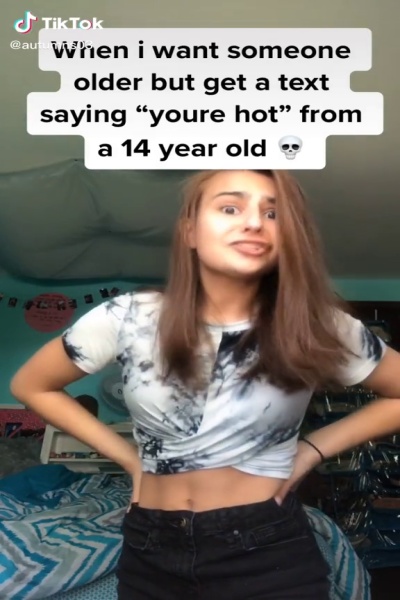 TikTok
When i want someone
older but get a text
saying “youre hot” from
a 14 year old 💀